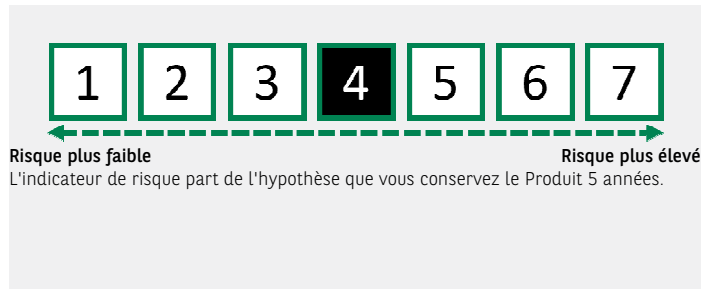 1 2 3 4 5 6 7
Risque plus faible Risque plus élevé
L'indicateur de risque part de l'hypothèse que vous conservez le Produit 5 années.